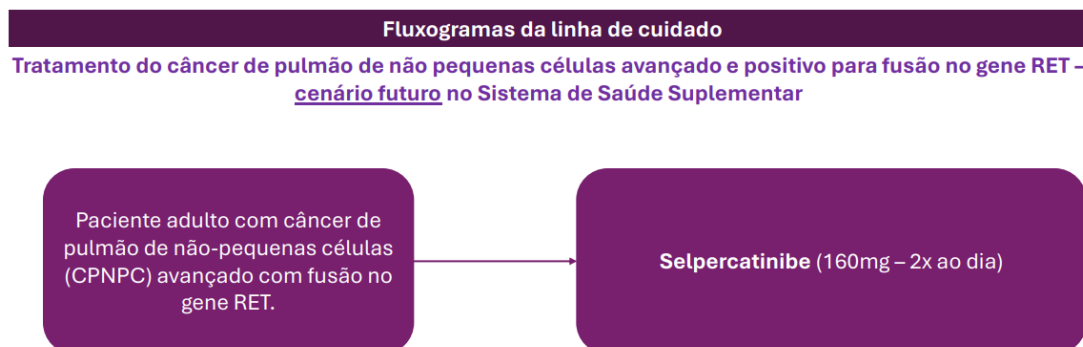 Fluxogramas da linha de cuidado
Tratamento do câncer de pulmão de não pequenas células avançado e positivo para fusão no gene RET –
cenário futuro no Sistema de Saúde Suplementar
Paciente adulto com câncer de
pulmão de não-pequenas células
(CPNPC) avançado com fusão no
gene RET.
Selpercatinibe (160mg – 2x ao dia)